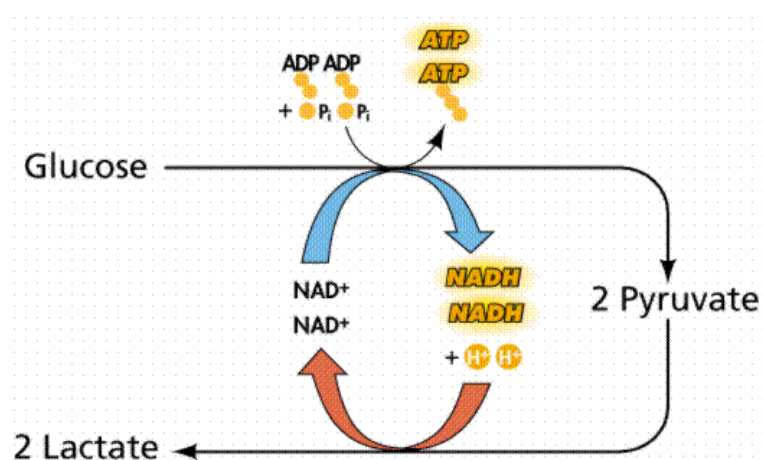 ATP
ADP ADP
ATP
+ Pi Pi
Glucose
NAD+
NADH
2 Pyruvate
NAD+
NADH
+ H+ H+
2 Lactate